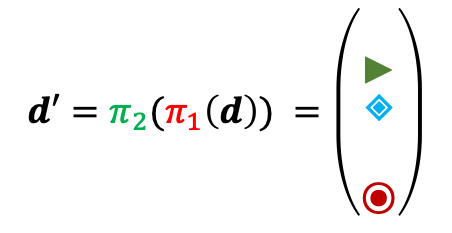 d′ = π₂(π₁(d)) = ( ▶ ◈ ◉ )